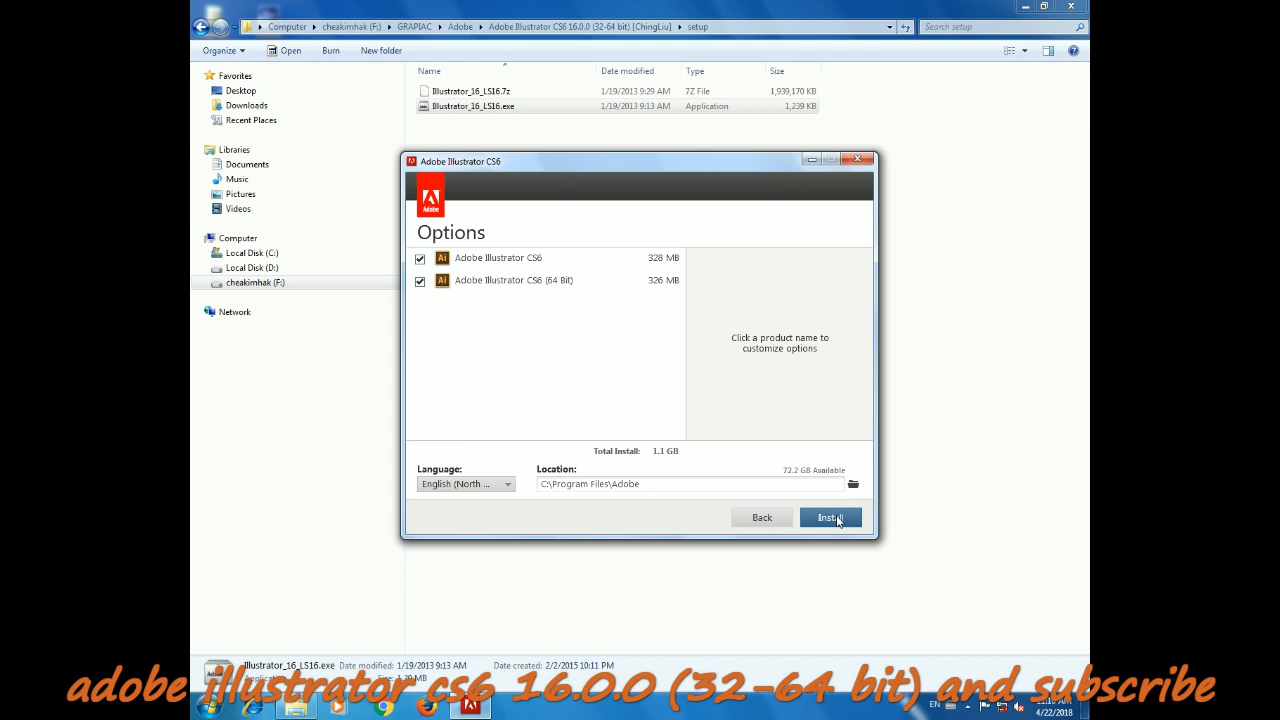 Computer ▸ cheakimhak (F:) ▸ GRAPIAC ▸ Adobe ▸ Adobe Illustrator CS6 16.0.0 (32-64 bit) [ChingLiu] ▸ setup
Search setup
Organize ▾ Open Burn New folder
Name Date modified Type Size
Illustrator_16_LS16.7z 1/19/2013 9:29 AM 7Z File 1,939,170 KB
Illustrator_16_LS16.exe 1/19/2013 9:13 AM Application 1,239 KB
Favorites
Desktop
Downloads
Recent Places
Libraries
Documents
Music
Pictures
Videos
Computer
Local Disk (C:)
Local Disk (D:)
cheakimhak (F:)
Network
Adobe Illustrator CS6
Adobe
Options
Adobe Illustrator CS6 328 MB
Adobe Illustrator CS6 (64 Bit) 326 MB
Click a product name to
customize options
Total Install: 1.1 GB
Language:
English (North ...
Location:
72.2 GB Available
C:\Program Files\Adobe
Back
Install
Illustrator_16_LS16.exe Date modified: 1/19/2013 9:13 AM Date created: 2/2/2015 10:11 PM
adobe illustrator cs6 16.0.0 (32-64 bit) and subscribe
EN
4/22/2018